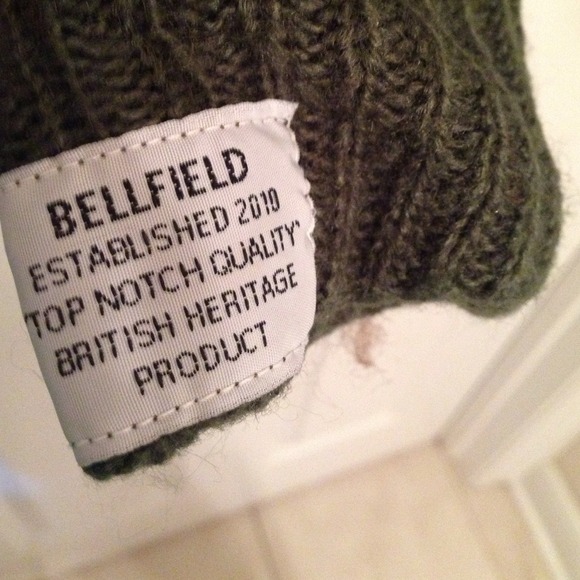 BELLFIELD
ESTABLISHED 2010
'TOP NOTCH QUALITY'
BRITISH HERITAGE
PRODUCT